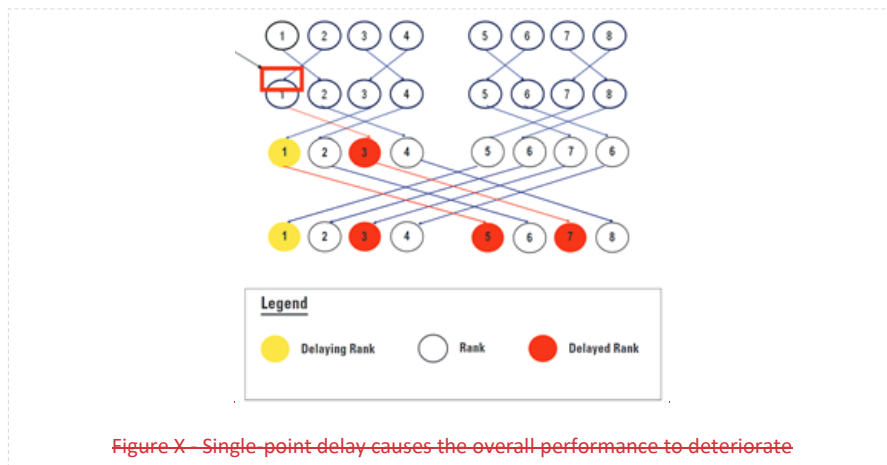 1 2 3 4 5 6 7 8
1 2 3 4 5 6 7 8
1 2 3 4 5 6 7 6
1 2 3 4 5 6 7 8
Legend
Delaying Rank Rank Delayed Rank
Figure X - Single-point delay causes the overall performance to deteriorate